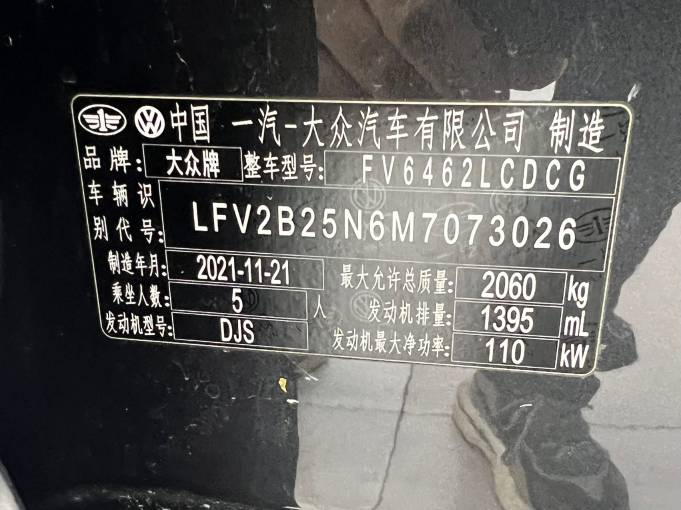 中国 一汽-大众汽车有限公司 制造
品牌: 大众牌 整车型号: FV6462LCDCG
车辆识别代号: LFV2B25N6M7073026
制造年月: 2021-11-21 最大允许总质量: 2060 kg
乘坐人数: 5 人 发动机排量: 1395 mL
发动机型号: DJS 发动机最大净功率: 110 kW